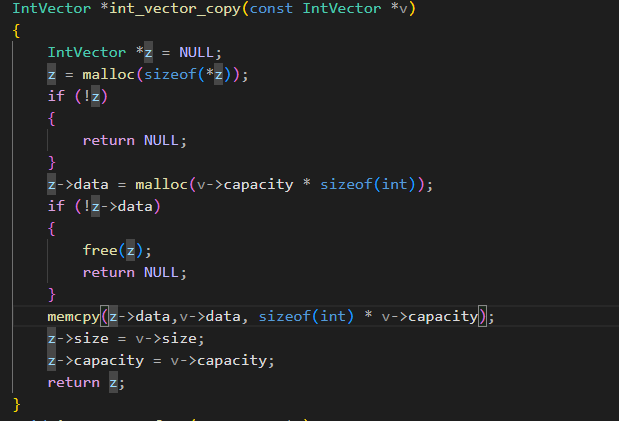 IntVector *int_vector_copy(const IntVector *v)
{
    IntVector *z = NULL;
    z = malloc(sizeof(*z));
    if (!z)
    {
        return NULL;
    }
    z->data = malloc(v->capacity * sizeof(int));
    if (!z->data)
    {
        free(z);
        return NULL;
    }
    memcpy(z->data,v->data, sizeof(int) * v->capacity);
    z->size = v->size;
    z->capacity = v->capacity;
    return z;
}